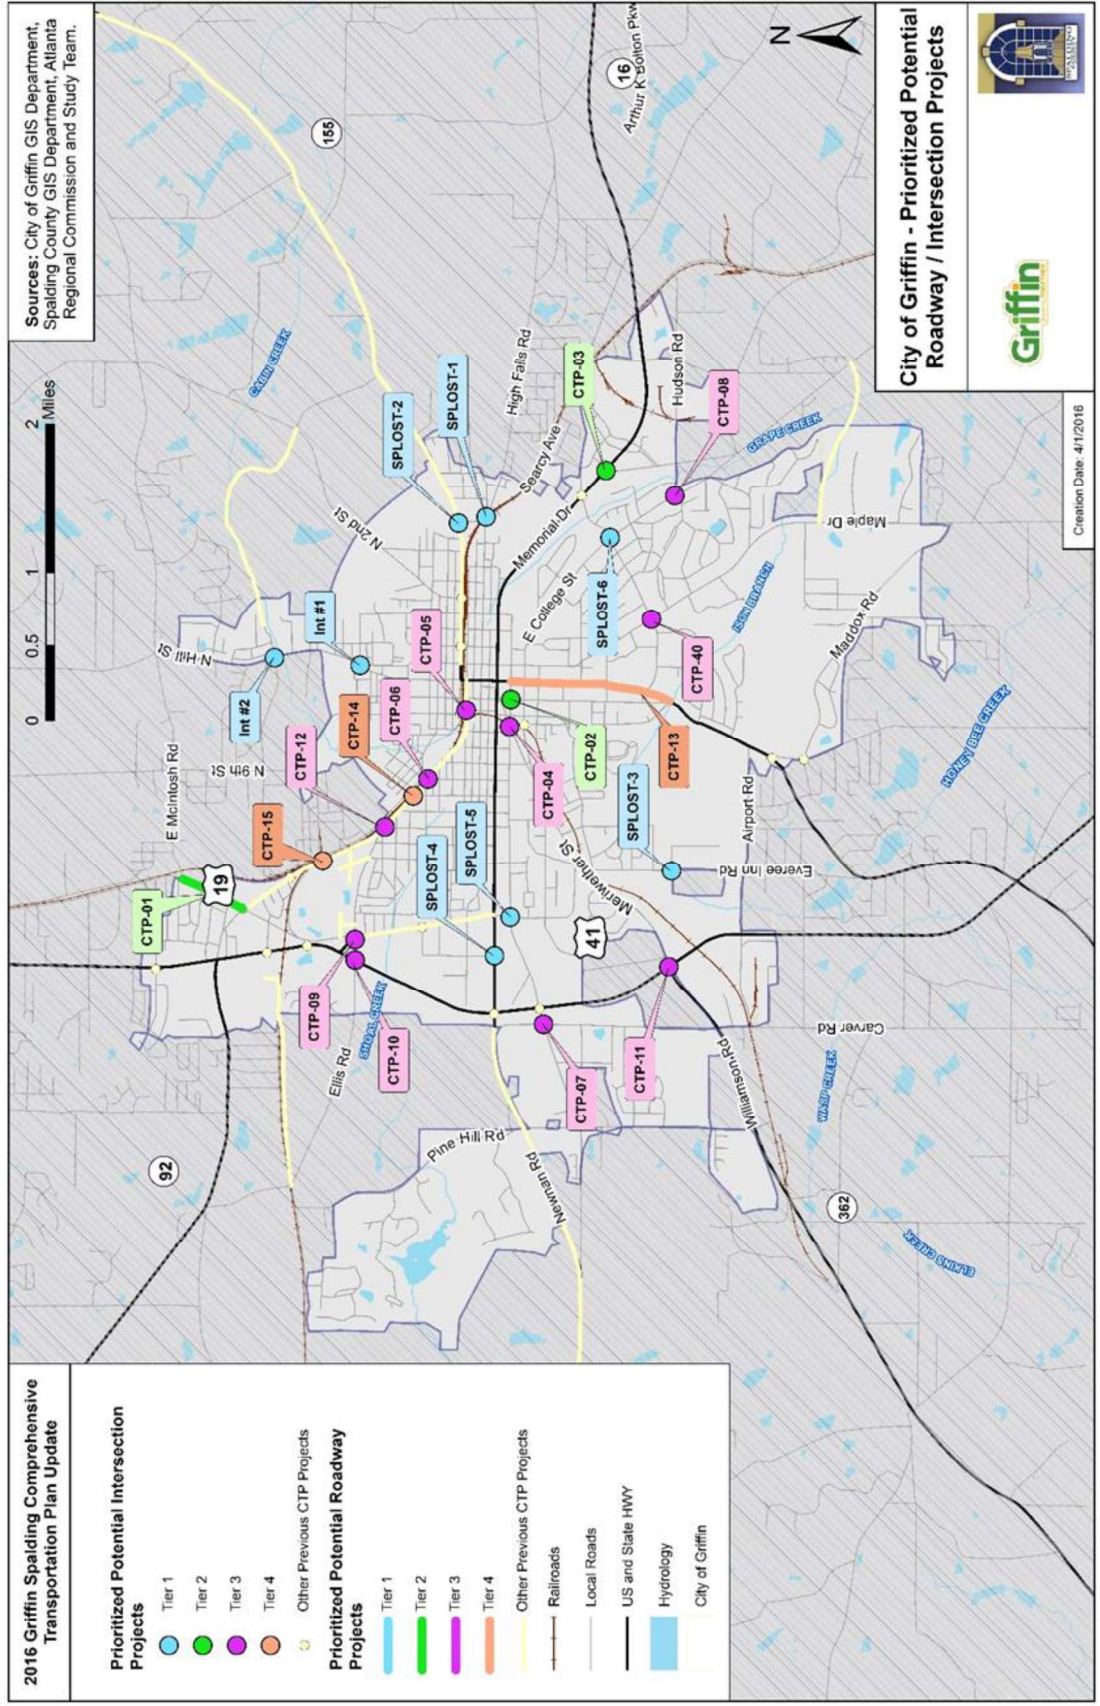 2016 Griffin Spalding Comprehensive
Transportation Plan Update
Prioritized Potential Intersection
Projects
Tier 1
Tier 2
Tier 3
Tier 4
Other Previous CTP Projects
Prioritized Potential Roadway
Projects
Tier 1
Tier 2
Tier 3
Tier 4
Other Previous CTP Projects
Railroads
Local Roads
US and State HWY
Hydrology
City of Griffin
0
0.5
1
2
Miles
Sources: City of Griffin GIS Department,
Spalding County GIS Department, Atlanta
Regional Commission and Study Team.
CTP-01
19
92
155
E McIntosh Rd
N 9th St
N Hill St
CABIN CREEK
CTP-15
CTP-12
CTP-14
CTP-06
CTP-05
Int #2
Int #1
N 2nd St
SPLOST-2
SPLOST-1
High Falls Rd
Searcy Ave
16
Arthur K Bolton Pkw
N
CTP-09
CTP-10
Ellis Rd
SHOAL CREEK
SPLOST-4
SPLOST-5
CTP-04
CTP-02
CTP-13
SPLOST-3
E College St
Memorial Dr
CTP-03
SPLOST-6
CTP-40
CTP-08
Hudson Rd
GRAPE CREEK
Pine Hill Rd
Newnan Rd
CTP-07
CTP-11
41
Meriwether St
Airport Rd
Everee Inn Rd
ISON BRANCH
Maddox Rd
Maple Dr
HONEY BEE CREEK
Williamson Rd
Carver Rd
WASP CREEK
362
ELKINS CREEK
City of Griffin - Prioritized Potential
Roadway / Intersection Projects
Griffin
SPALDING
Creation Date: 4/1/2016